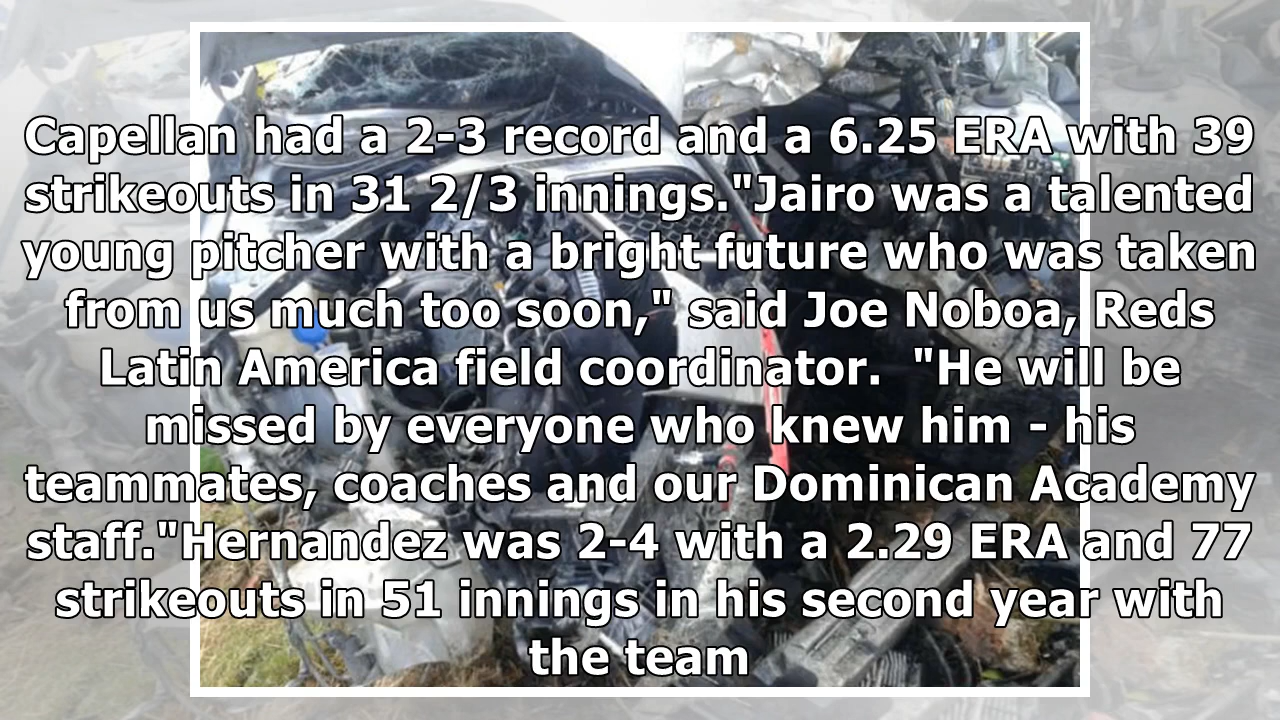 Capellan had a 2-3 record and a 6.25 ERA with 39
strikeouts in 31 2/3 innings."Jairo was a talented
young pitcher with a bright future who was taken
from us much too soon," said Joe Noboa, Reds
Latin America field coordinator.  "He will be
missed by everyone who knew him - his
teammates, coaches and our Dominican Academy
staff."Hernandez was 2-4 with a 2.29 ERA and 77
strikeouts in 51 innings in his second year with
the team